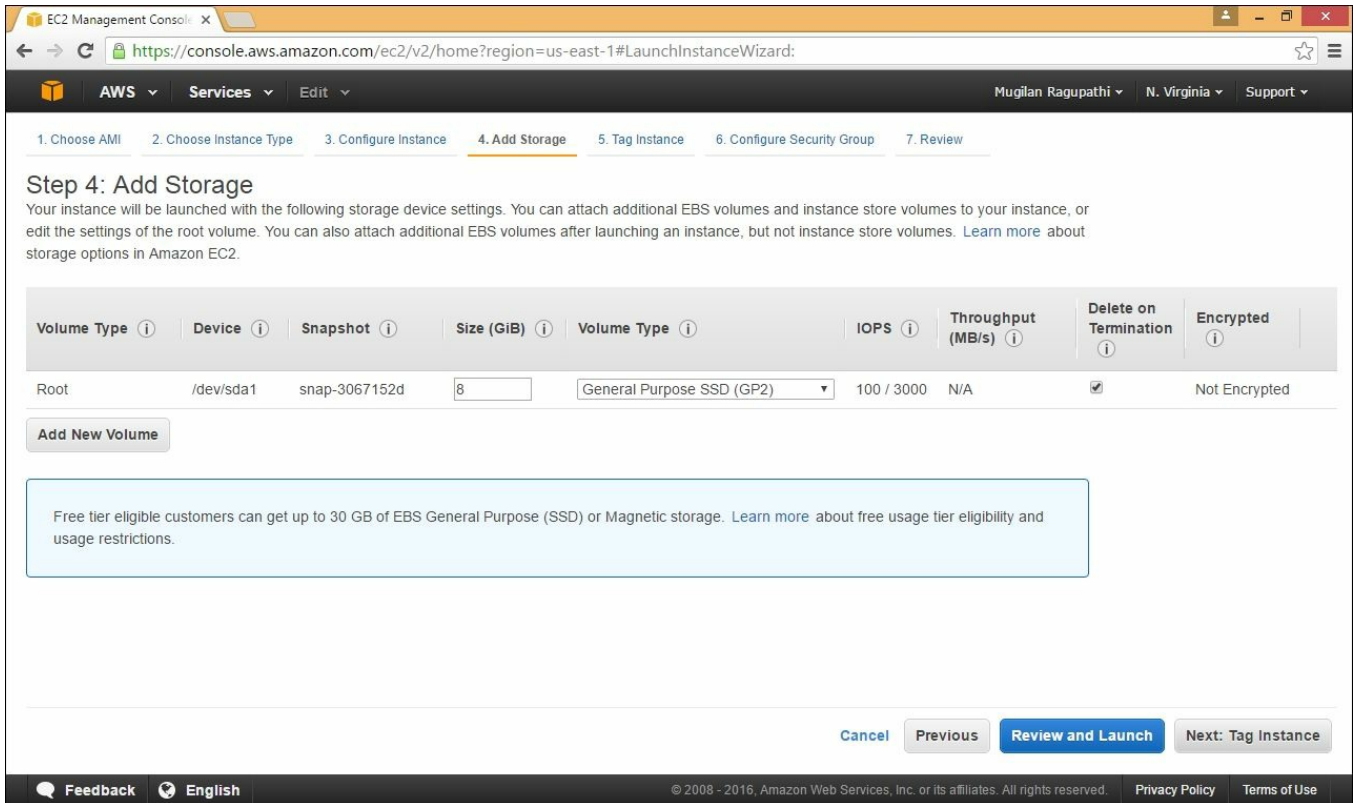 EC2 Management Console
https://console.aws.amazon.com/ec2/v2/home?region=us-east-1#LaunchInstanceWizard:
AWS Services Edit Mugilan Ragupathi N. Virginia Support
1. Choose AMI 2. Choose Instance Type 3. Configure Instance 4. Add Storage 5. Tag Instance 6. Configure Security Group 7. Review
Step 4: Add Storage
Your instance will be launched with the following storage device settings. You can attach additional EBS volumes and instance store volumes to your instance, or
edit the settings of the root volume. You can also attach additional EBS volumes after launching an instance, but not instance store volumes. Learn more about
storage options in Amazon EC2.
Volume Type i Device i Snapshot i Size (GiB) i Volume Type i IOPS i Throughput (MB/s) i Delete on Termination i Encrypted i
Root /dev/sda1 snap-3067152d 8 General Purpose SSD (GP2) 100 / 3000 N/A Not Encrypted
Add New Volume
Free tier eligible customers can get up to 30 GB of EBS General Purpose (SSD) or Magnetic storage. Learn more about free usage tier eligibility and
usage restrictions.
Cancel Previous Review and Launch Next: Tag Instance
Feedback English © 2008 - 2016, Amazon Web Services, Inc. or its affiliates. All rights reserved. Privacy Policy Terms of Use